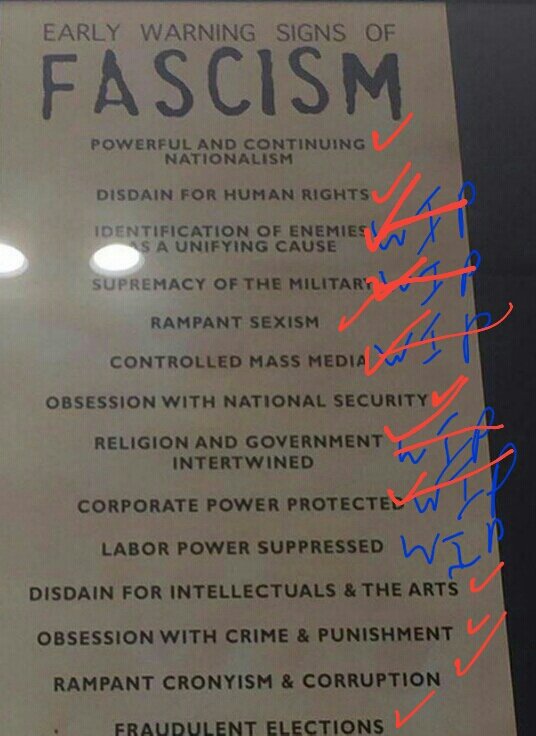 EARLY WARNING SIGNS OF
FASCISM
POWERFUL AND CONTINUING
NATIONALISM
DISDAIN FOR HUMAN RIGHTS
IDENTIFICATION OF ENEMIES WIP
AS A UNIFYING CAUSE
SUPREMACY OF THE MILITARY WIP
RAMPANT SEXISM
CONTROLLED MASS MEDIA WIP
OBSESSION WITH NATIONAL SECURITY
RELIGION AND GOVERNMENT WIP
INTERTWINED
CORPORATE POWER PROTECTED WIP
LABOR POWER SUPPRESSED WIP
DISDAIN FOR INTELLECTUALS & THE ARTS
OBSESSION WITH CRIME & PUNISHMENT
RAMPANT CRONYISM & CORRUPTION
FRAUDULENT ELECTIONS